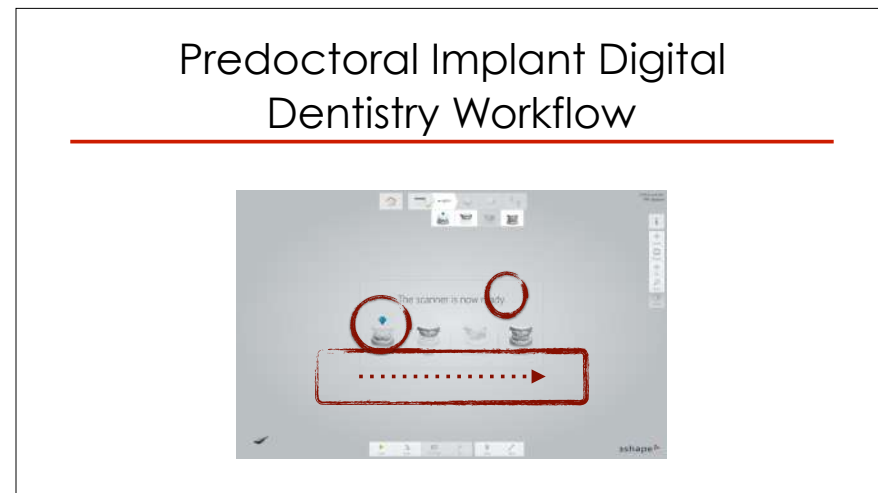 Predoctoral Implant Digital
Dentistry Workflow
The scanner is now ready
3shape